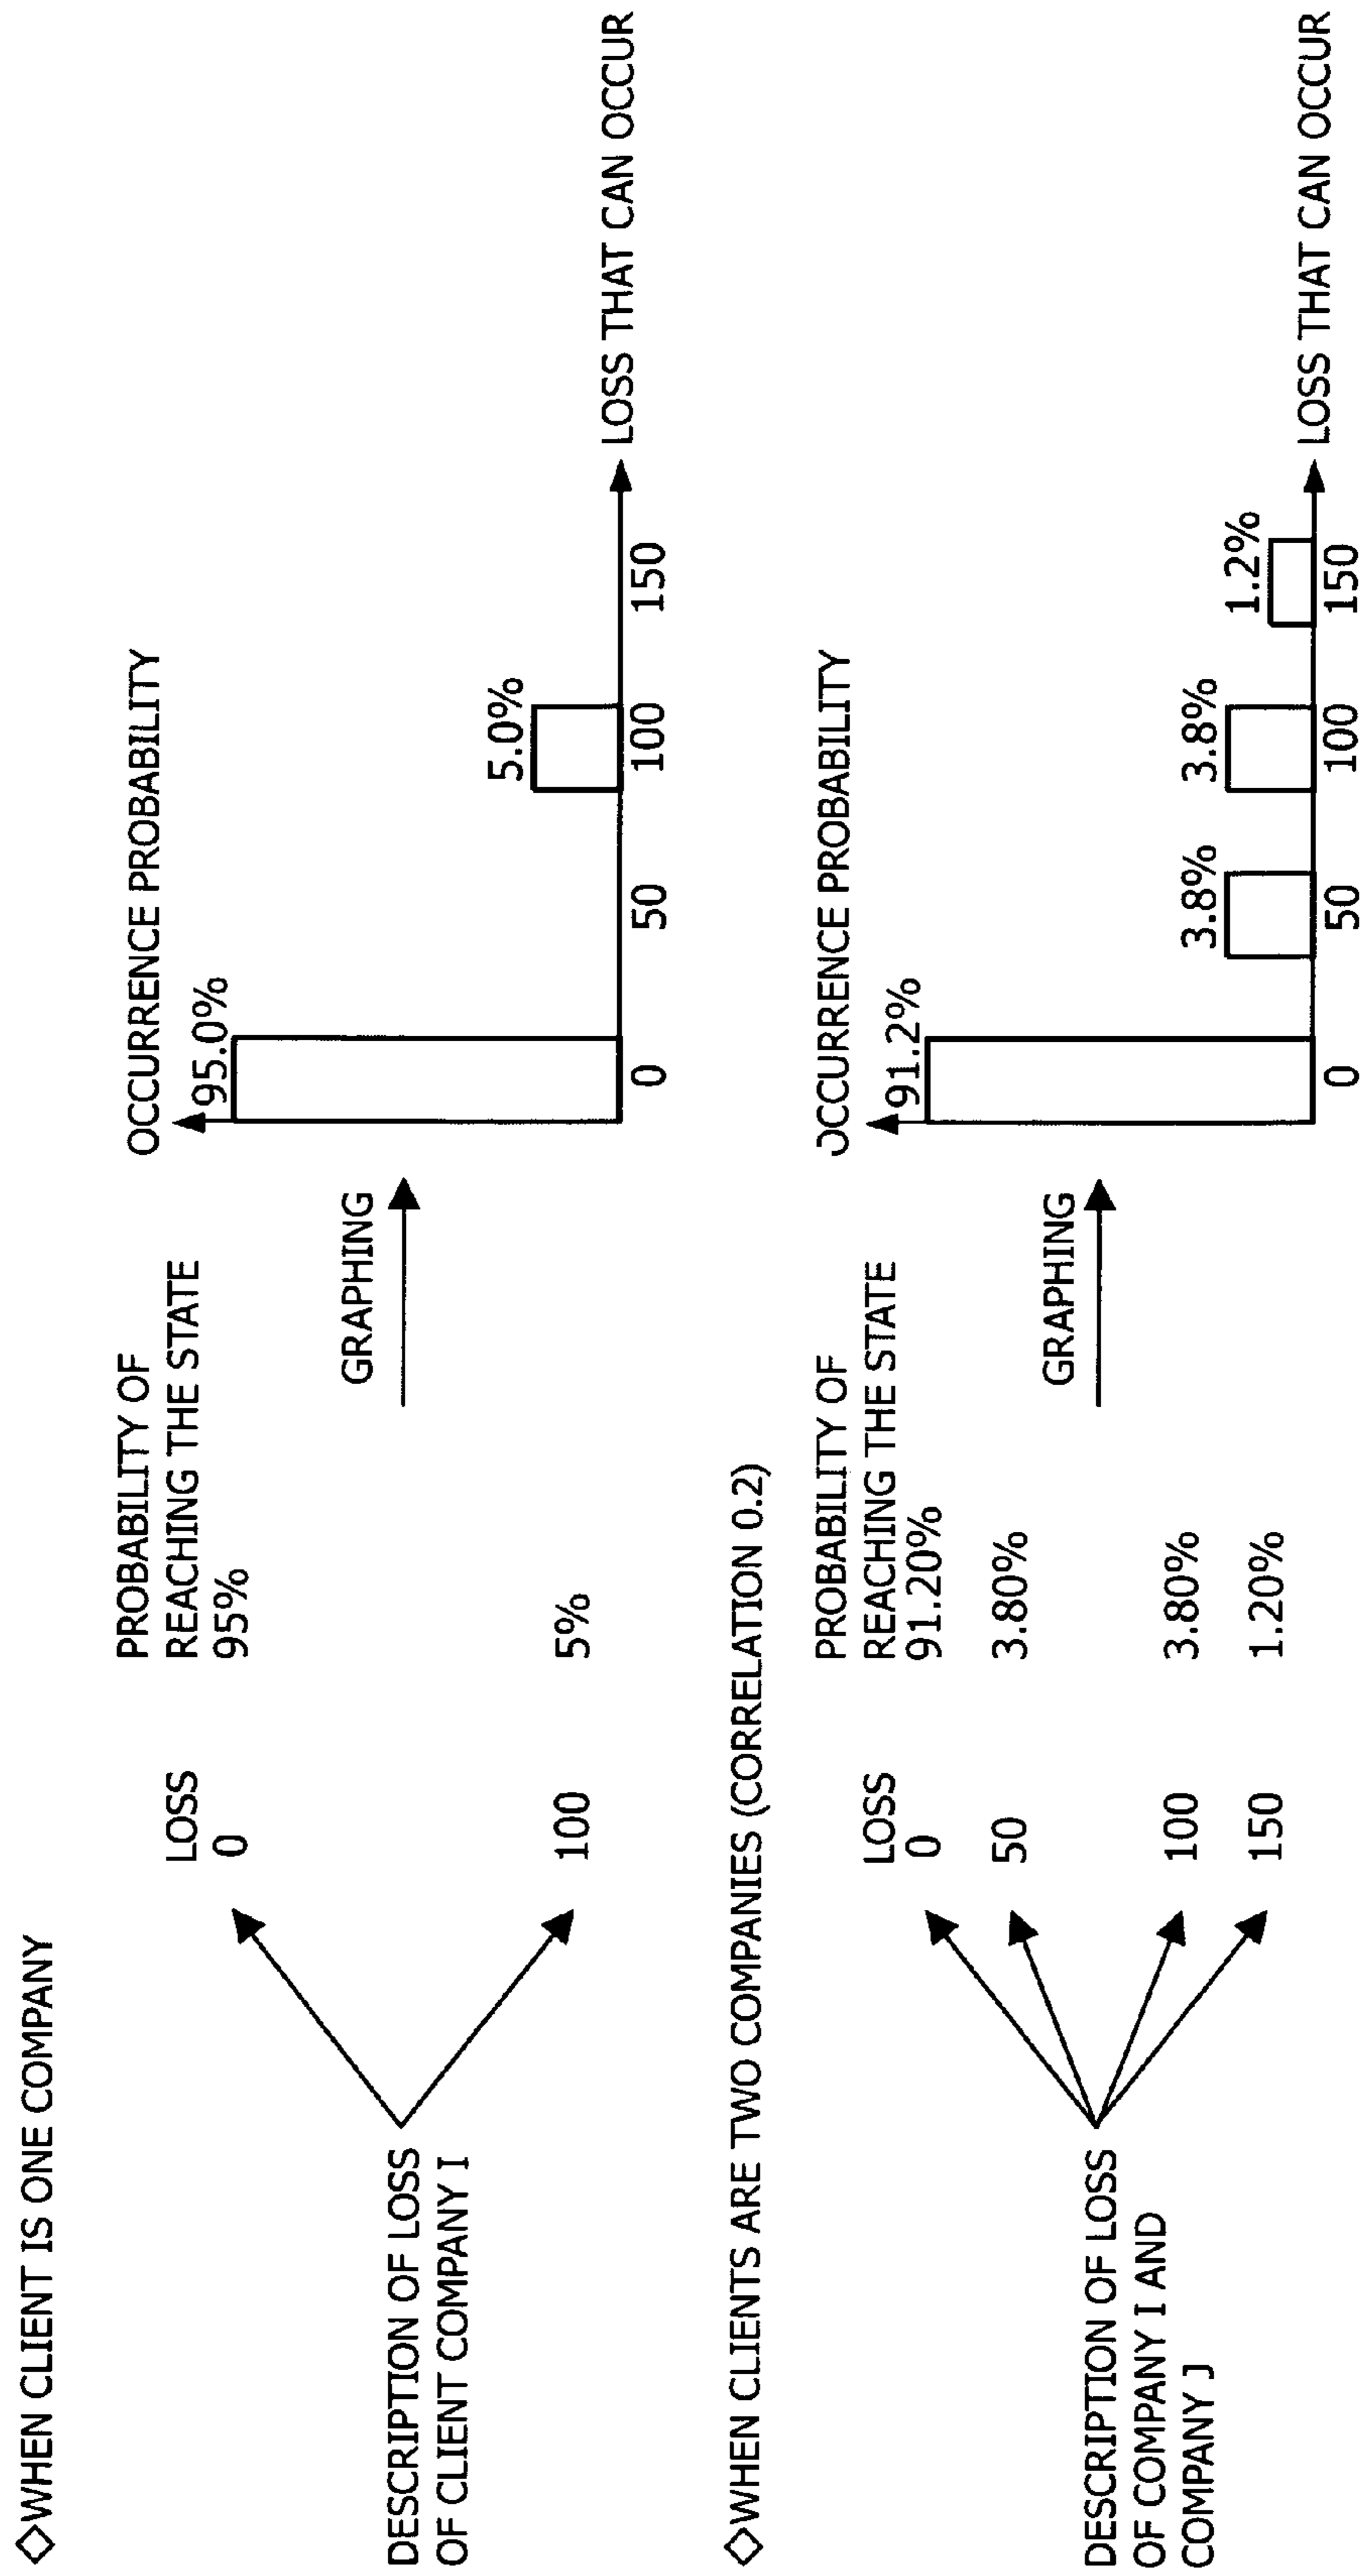 ◇WHEN CLIENT IS ONE COMPANY
DESCRIPTION OF LOSS
OF CLIENT COMPANY I
LOSS
0
100
PROBABILITY OF
REACHING THE STATE
95%
5%
GRAPHING
OCCURRENCE PROBABILITY
95.0%
5.0%
0 50 100 150
LOSS THAT CAN OCCUR
◇WHEN CLIENTS ARE TWO COMPANIES (CORRELATION 0.2)
DESCRIPTION OF LOSS
OF COMPANY I AND
COMPANY J
LOSS
0
50
100
150
PROBABILITY OF
REACHING THE STATE
91.20%
3.80%
3.80%
1.20%
GRAPHING
OCCURRENCE PROBABILITY
91.2%
3.8%
3.8%
1.2%
0 50 100 150
LOSS THAT CAN OCCUR